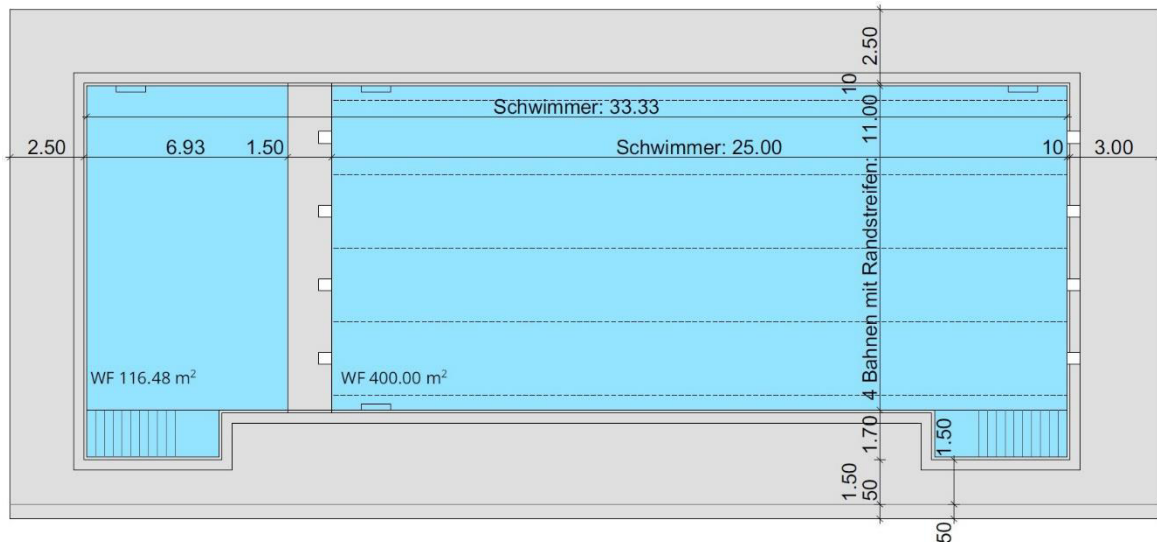 2.50
10
Schwimmer: 33.33
11.00
2.50
6.93
1.50
Schwimmer: 25.00
10
3.00
4 Bahnen mit Randstreifen:
WF 116.48 m²
WF 400.00 m²
1.70
1.50
1.50
50
50